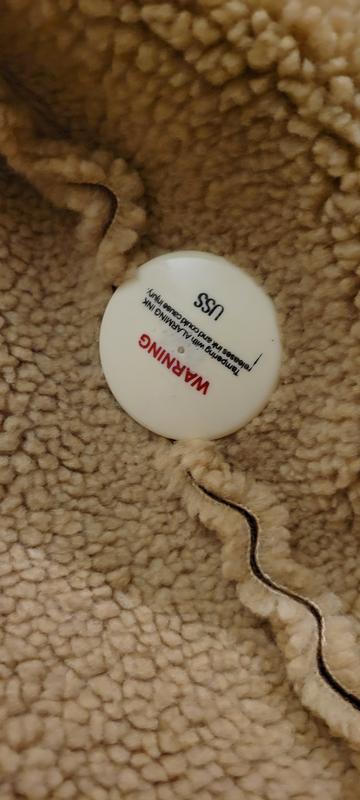 WARNING
Tampering with ALARMING INK
releases ink and could cause injury.
USS